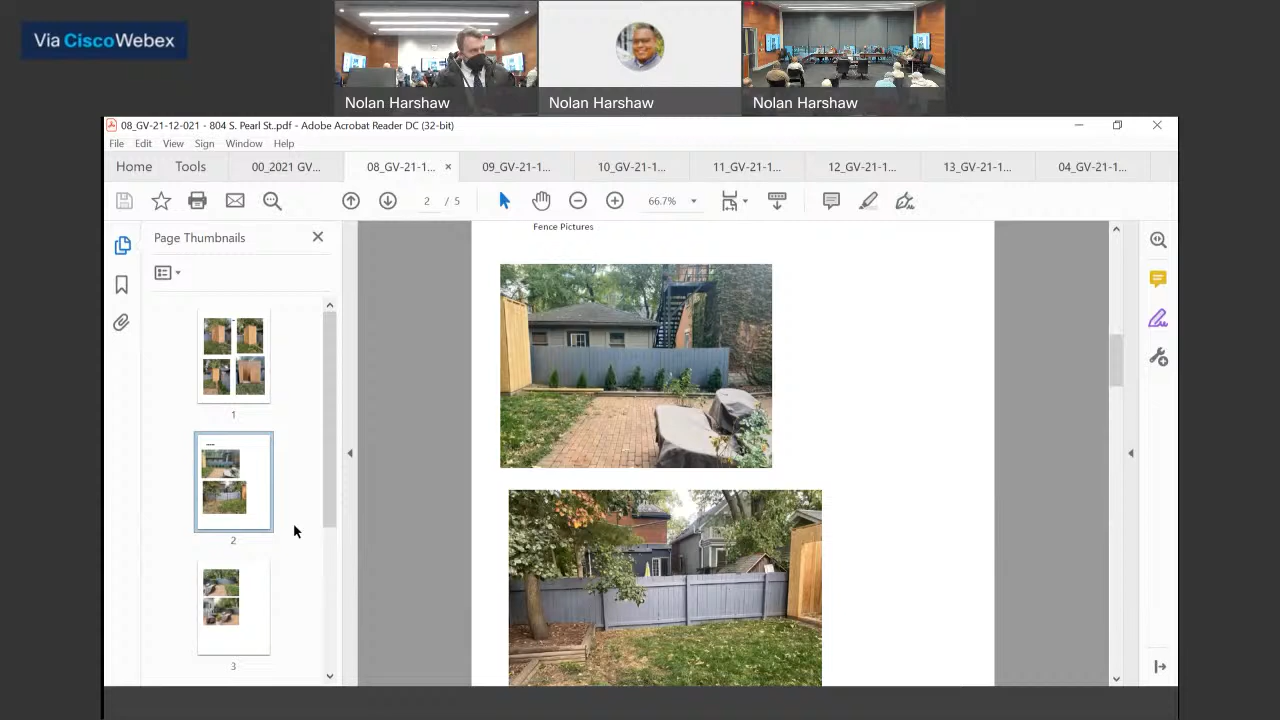 Via Cisco Webex
Nolan Harshaw
Nolan Harshaw
Nolan Harshaw
08_GV-21-12-021 - 804 S. Pearl St..pdf - Adobe Acrobat Reader DC (32-bit)
File Edit View Sign Window Help
Home Tools 00_2021 GV... 08_GV-21-1... × 09_GV-21-1... 10_GV-21-1... 11_GV-21-1... 12_GV-21-1... 13_GV-21-1... 04_GV-21-1...
2 / 5 66.7%
Page Thumbnails
Fence Pictures
1
2
3